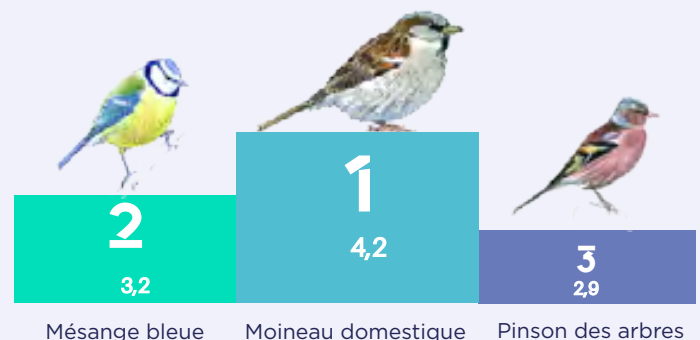 2
3,2
1
4,2
3
2,9
Mésange bleue
Moineau domestique
Pinson des arbres